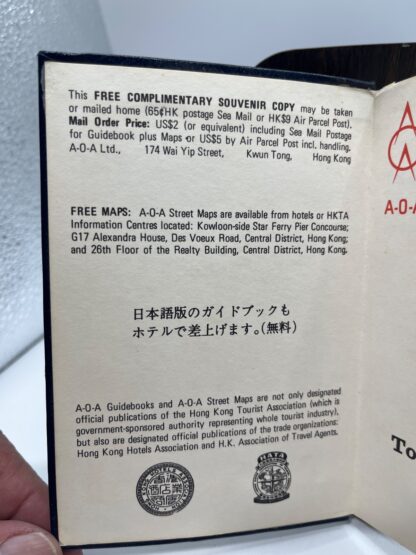 This FREE COMPLIMENTARY SOUVENIR COPY may be taken
or mailed home (65¢HK postage Sea Mail or HK$9 Air Parcel Post).
Mail Order Price: US$2 (or equivalent) including Sea Mail Postage
for Guidebook plus Maps or US$5 by Air Parcel Post incl. handling.
A-O-A Ltd., 174 Wai Yip Street, Kwun Tong, Hong Kong
FREE MAPS: A-O-A Street Maps are available from hotels or HKTA
Information Centres located: Kowloon-side Star Ferry Pier Concourse;
G17 Alexandra House, Des Voeux Road, Central District, Hong Kong;
and 26th Floor of the Realty Building, Central District, Hong Kong.
日本語版のガイドブックも
ホテルで差上げます。(無料)
A-O-A Guidebooks and A-O-A Street Maps are not only designated
official publications of the Hong Kong Tourist Association (which is
government-sponsored authority representing whole tourist industry),
but also are designated official publications of the trade organizations:
Hong Kong Hotels Association and H.K. Association of Travel Agents.
HATA
A-O-A
To